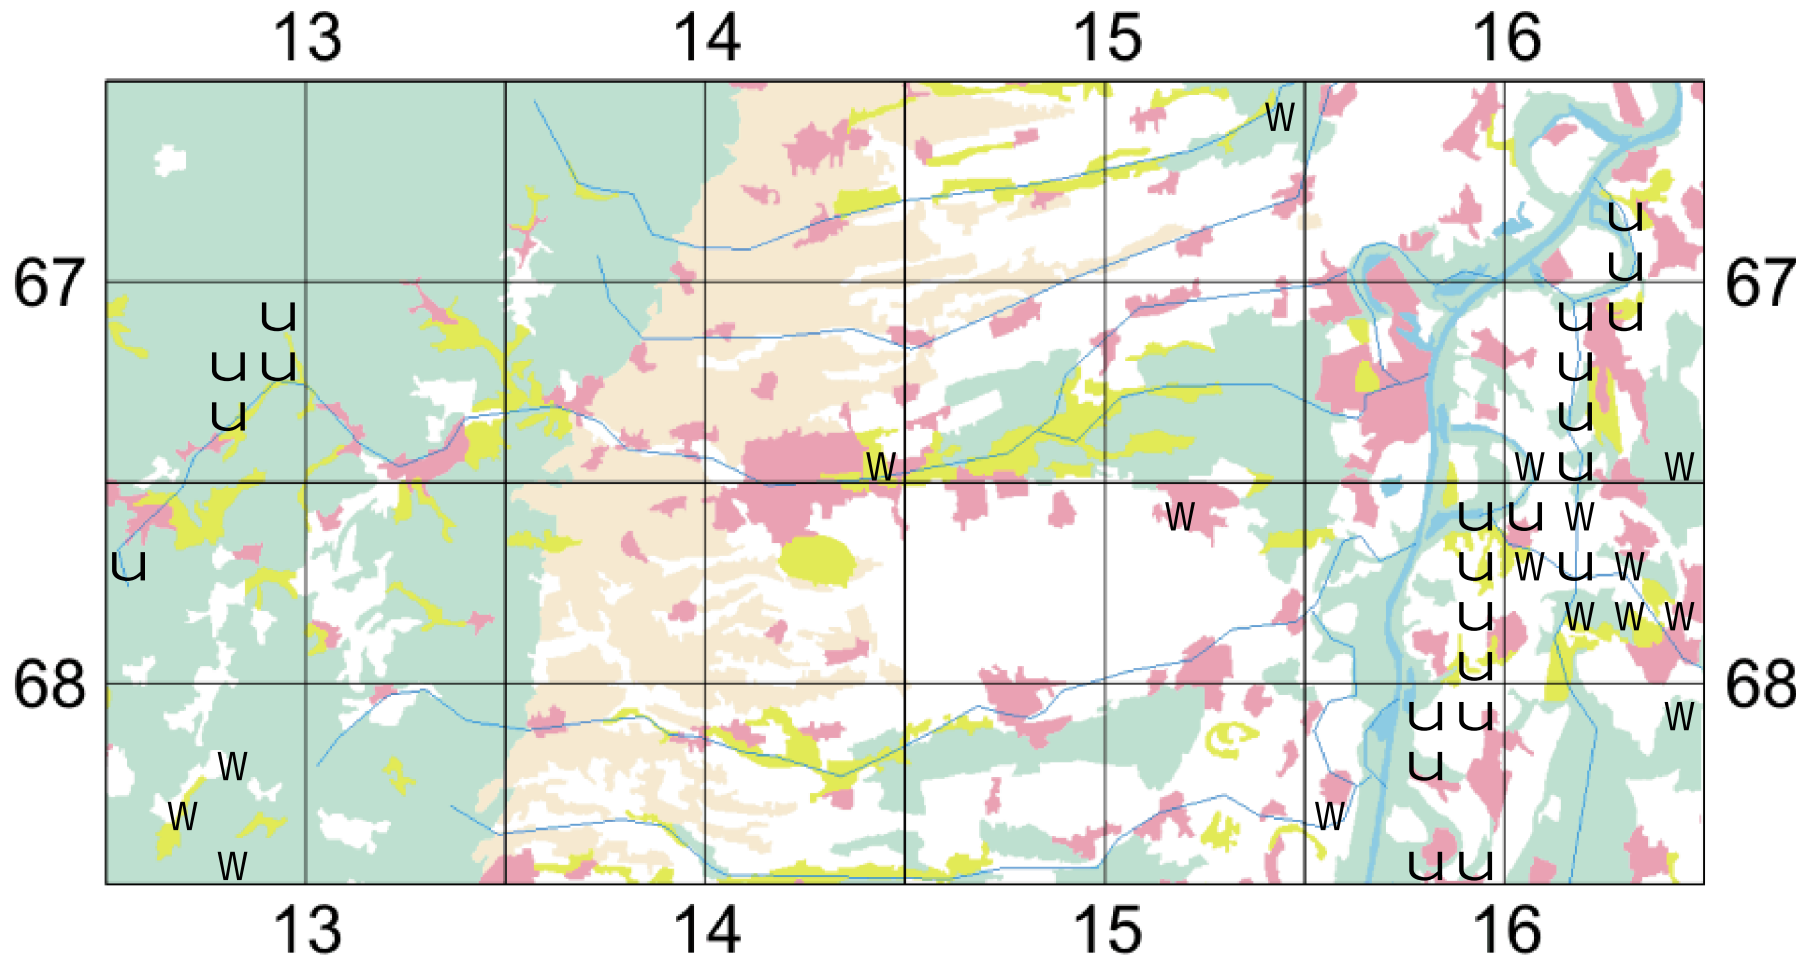 13 14 15 16
w
u
67 u 67
u u u
u u u
u u
w w u w
w u u w
u u w u w
u w w w
u
68 68
u u w
w u
w w
w u u
13 14 15 16